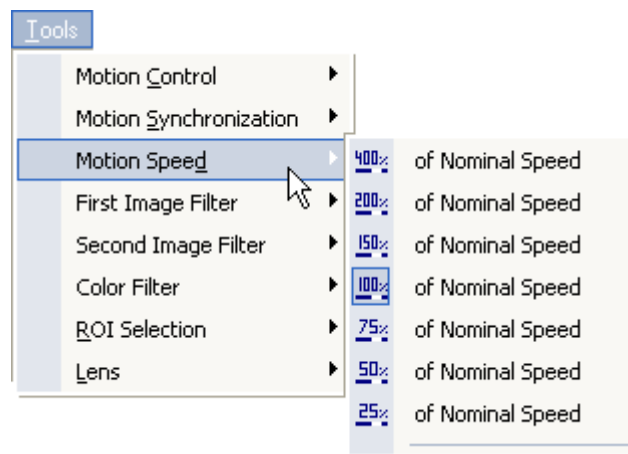 Tools
Motion Control
Motion Synchronization
Motion Speed
First Image Filter
Second Image Filter
Color Filter
ROI Selection
Lens
400% of Nominal Speed
200% of Nominal Speed
150% of Nominal Speed
100% of Nominal Speed
75% of Nominal Speed
50% of Nominal Speed
25% of Nominal Speed